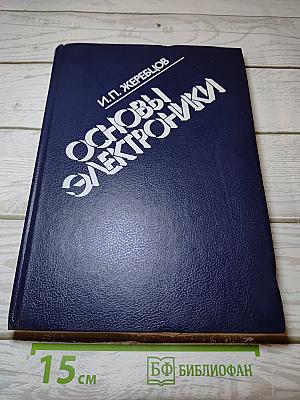 И.П. ЖЕРЕБЦОВ
ОСНОВЫ
ЭЛЕКТРОНИКИ
15 см
БФ БИБЛИОФАН